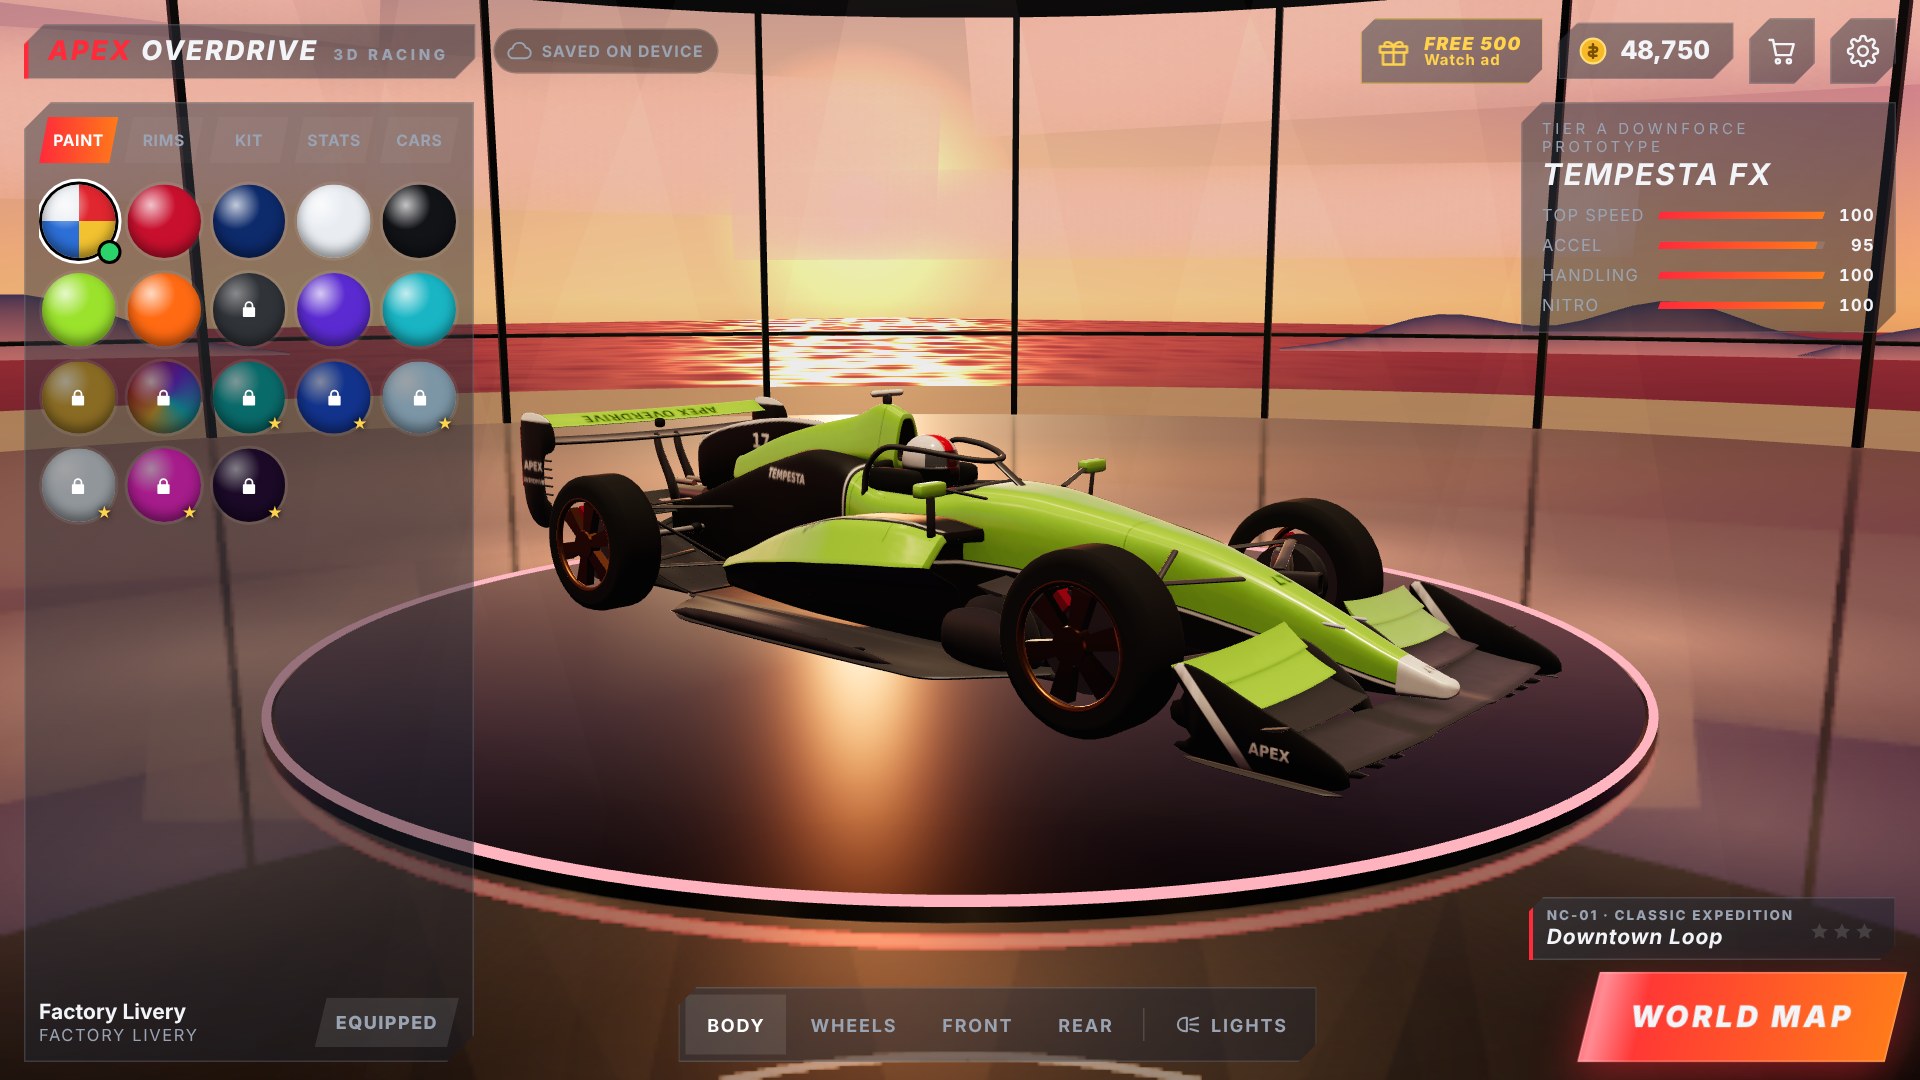 APEX OVERDRIVE 3D RACING
SAVED ON DEVICE
FREE 500
Watch ad
48,750
PAINT
RIMS
KIT
STATS
CARS
TIER A DOWNFORCE
PROTOTYPE
TEMPESTA FX
TOP SPEED 100
ACCEL 95
HANDLING 100
NITRO 100
APEX OVERDRIVE
17
TEMPESTA
APEX
17
APEX
NC-01 · CLASSIC EXPEDITION
Downtown Loop
Factory Livery
FACTORY LIVERY
EQUIPPED
BODY
WHEELS
FRONT
REAR
LIGHTS
WORLD MAP